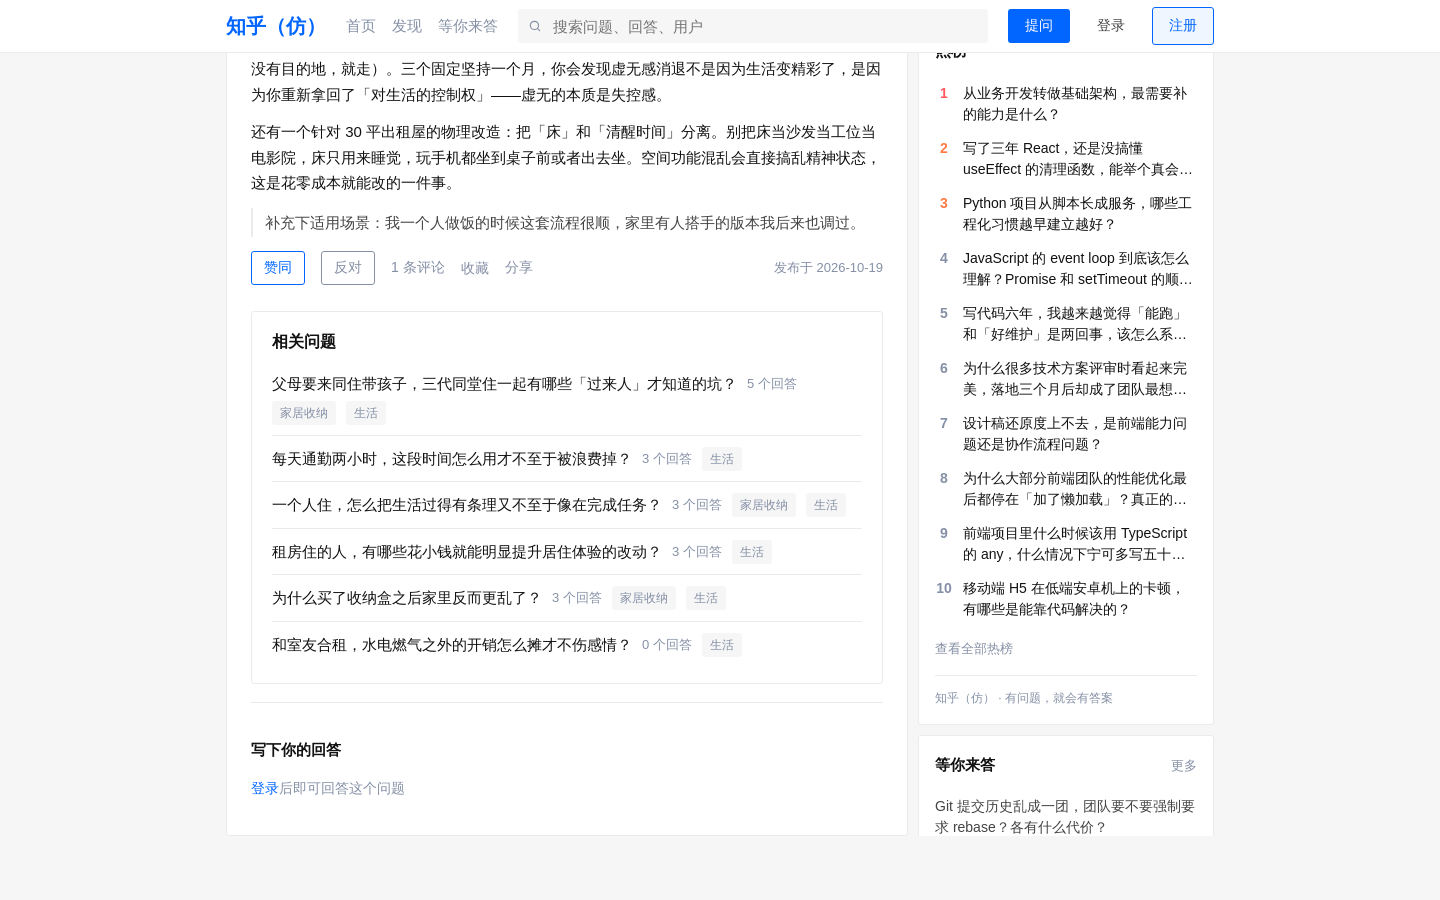 知乎（仿）
首页
发现
等你来答
搜索问题、回答、用户
提问
登录
注册
没有目的地，就走）。三个固定坚持一个月，你会发现虚无感消退不是因为生活变精彩了，是因
为你重新拿回了「对生活的控制权」——虚无的本质是失控感。
还有一个针对 30 平出租屋的物理改造：把「床」和「清醒时间」分离。别把床当沙发当工位当
电影院，床只用来睡觉，玩手机都坐到桌子前或者出去坐。空间功能混乱会直接搞乱精神状态，
这是花零成本就能改的一件事。
补充下适用场景：我一个人做饭的时候这套流程很顺，家里有人搭手的版本我后来也调过。
赞同
反对
1 条评论
收藏
分享
发布于 2026-10-19
相关问题
父母要来同住带孩子，三代同堂住一起有哪些「过来人」才知道的坑？ 5 个回答
家居收纳 生活
每天通勤两小时，这段时间怎么用才不至于被浪费掉？ 3 个回答 生活
一个人住，怎么把生活过得有条理又不至于像在完成任务？ 3 个回答 家居收纳 生活
租房住的人，有哪些花小钱就能明显提升居住体验的改动？ 3 个回答 生活
为什么买了收纳盒之后家里反而更乱了？ 3 个回答 家居收纳 生活
和室友合租，水电燃气之外的开销怎么摊才不伤感情？ 0 个回答 生活
写下你的回答
登录后即可回答这个问题
1 从业务开发转做基础架构，最需要补
的能力是什么？
2 写了三年 React，还是没搞懂
useEffect 的清理函数，能举个真会…
3 Python 项目从脚本长成服务，哪些工
程化习惯越早建立越好？
4 JavaScript 的 event loop 到底该怎么
理解？Promise 和 setTimeout 的顺…
5 写代码六年，我越来越觉得「能跑」
和「好维护」是两回事，该怎么系…
6 为什么很多技术方案评审时看起来完
美，落地三个月后却成了团队最想…
7 设计稿还原度上不去，是前端能力问
题还是协作流程问题？
8 为什么大部分前端团队的性能优化最
后都停在「加了懒加载」？真正的…
9 前端项目里什么时候该用 TypeScript
的 any，什么情况下宁可多写五十…
10 移动端 H5 在低端安卓机上的卡顿，
有哪些是能靠代码解决的？
查看全部热榜
知乎（仿） · 有问题，就会有答案
等你来答
更多
Git 提交历史乱成一团，团队要不要强制要
求 rebase？各有什么代价？